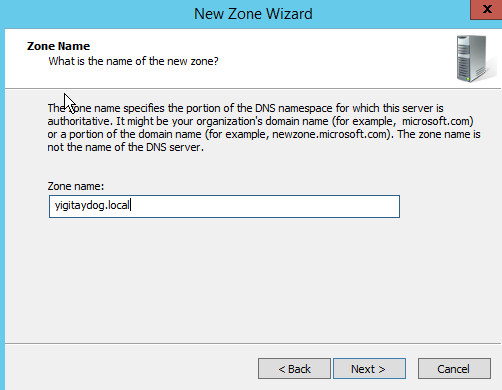 New Zone Wizard
x
Zone Name
What is the name of the new zone?
The zone name specifies the portion of the DNS namespace for which this server is
authoritative. It might be your organization's domain name (for example, microsoft.com)
or a portion of the domain name (for example, newzone.microsoft.com). The zone name is
not the name of the DNS server.
Zone name:
yigitaydog.local
< Back
Next >
Cancel